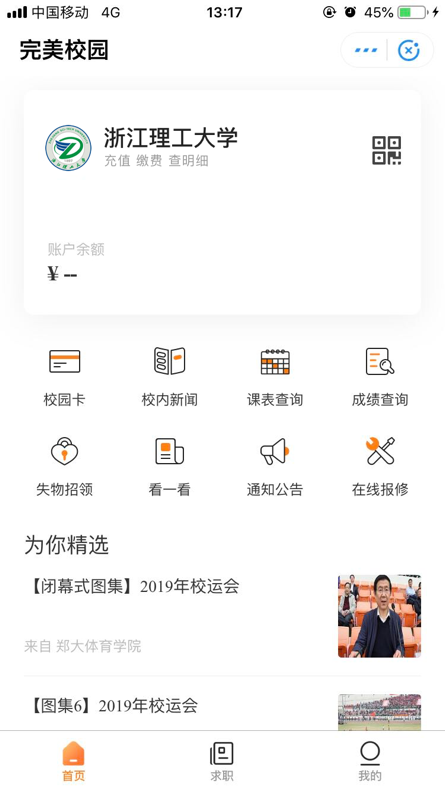 中国移动 4G 13:17 45%
完美校园
浙江理工大学
充值 缴费 查明细
账户余额
¥ --
校园卡 校内新闻 课表查询 成绩查询
失物招领 看一看 通知公告 在线报修
为你精选
【闭幕式图集】2019年校运会
来自 郑大体育学院
【图集6】2019年校运会
首页 求职 我的